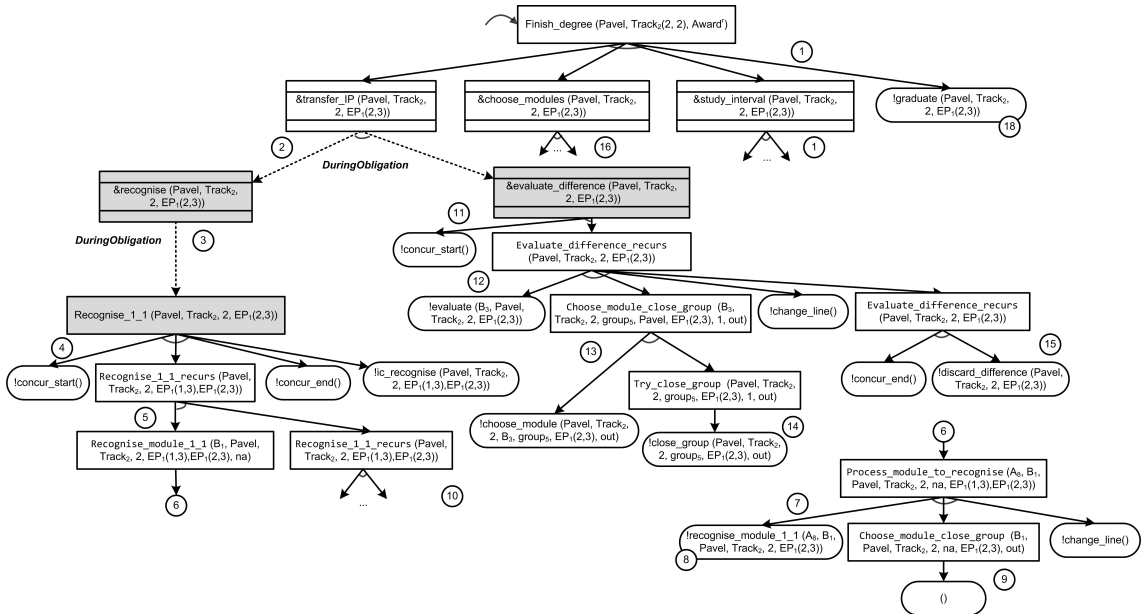 Finish_degree (Pavel, Track₂(2, 2), Awardʳ)
1
&transfer_IP (Pavel, Track₂,
2, EP₁(2,3))
&choose_modules (Pavel, Track₂,
2, EP₁(2,3))
&study_interval (Pavel, Track₂,
2, EP₁(2,3))
!graduate (Pavel, Track₂,
2, EP₁(2,3))
18
2
DuringObligation
...
16
...
1
&recognise (Pavel, Track₂,
2, EP₁(2,3))
&evaluate_difference (Pavel, Track₂,
2, EP₁(2,3))
DuringObligation
3
11
!concur_start()
Evaluate_difference_recurs
(Pavel, Track₂, 2, EP₁(2,3))
12
Recognise_1_1 (Pavel, Track₂, 2, EP₁(2,3))
!evaluate (B₃, Pavel,
Track₂, 2, EP₁(2,3))
Choose_module_close_group (B₃,
Track₂, 2, group₅, Pavel, EP₁(2,3), 1, out)
!change_line()
Evaluate_difference_recurs
(Pavel, Track₂, 2, EP₁(2,3))
4
!concur_start()
Recognise_1_1_recurs (Pavel,
Track₂, 2, EP₁(1,3),EP₁(2,3))
!concur_end()
!ic_recognise (Pavel, Track₂,
2, EP₁(1,3),EP₁(2,3))
13
Try_close_group (Pavel, Track₂,
2, group₅, EP₁(2,3), 1, out)
15
!concur_end()
!discard_difference (Pavel,
Track₂, 2, EP₁(2,3))
5
Recognise_module_1_1 (B₁, Pavel,
Track₂, 2, EP₁(1,3),EP₁(2,3), na)
Recognise_1_1_recurs (Pavel,
Track₂, 2, EP₁(1,3),EP₁(2,3))
!choose_module (Pavel, Track₂,
2, B₃, group₅, EP₁(2,3), out)
14
!close_group (Pavel, Track₂,
2, group₅, EP₁(2,3), out)
6
6
...
10
Process_module_to_recognise (A₈, B₁,
Pavel, Track₂, 2, na, EP₁(1,3),EP₁(2,3))
7
!recognise_module_1_1 (A₈, B₁,
Pavel, Track₂, 2, EP₁(2,3))
8
Choose_module_close_group (B₁,
Pavel, Track₂, 2, na, EP₁(2,3), out)
!change_line()
9
()